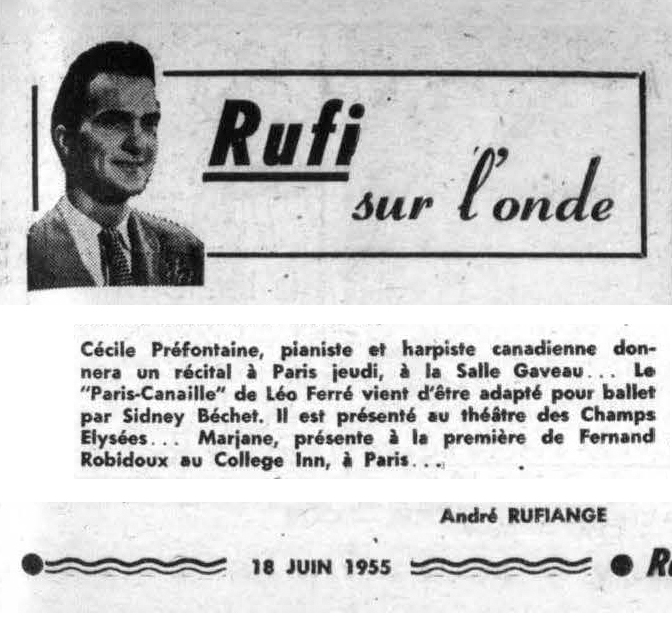 Rufi
sur l'onde
Cécile Préfontaine, pianiste et harpiste canadienne don-
nera un récital à Paris jeudi, à la Salle Gaveau... Le
"Paris-Canaille" de Léo Ferré vient d'être adapté pour ballet
par Sidney Béchet. Il est présenté au théâtre des Champs
Elysées... Marjane, présente à la première de Fernand
Robidoux au College Inn, à Paris...
André RUFIANGE
18 JUIN 1955